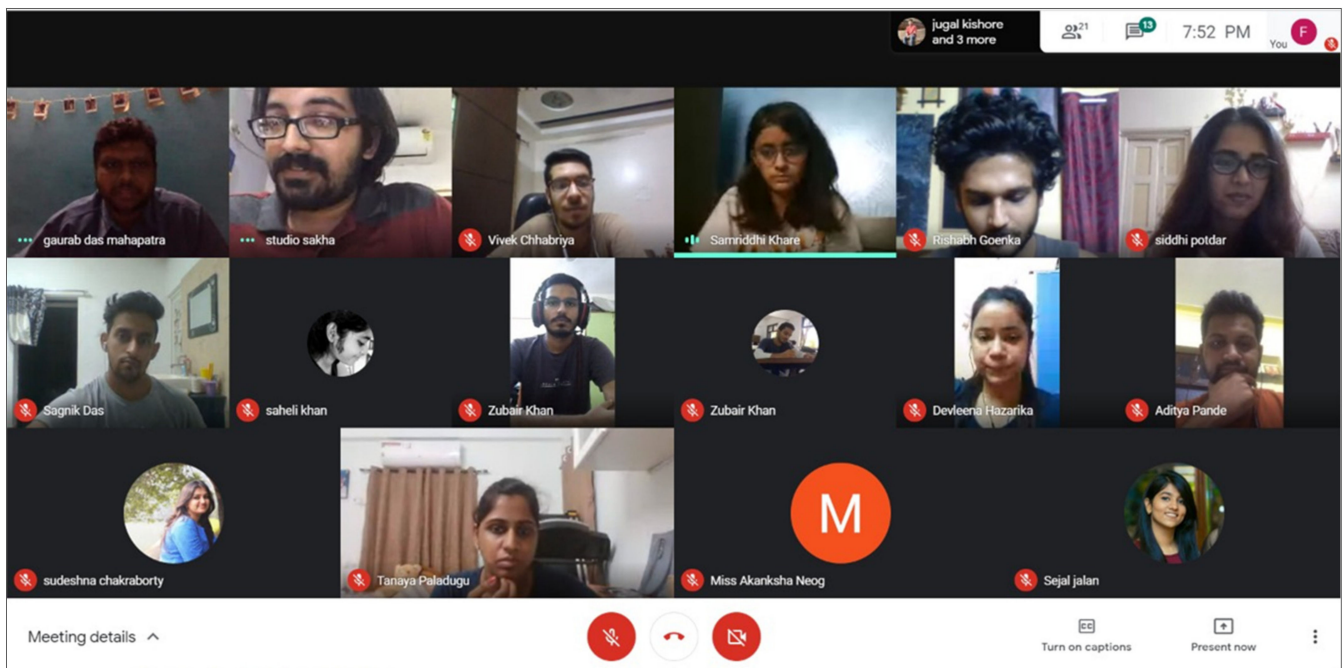 jugal kishore
and 3 more
21
13
7:52 PM
You
F
gaurab das mahapatra
studio sakha
Vivek Chhabriya
Samriddhi Khare
Rishabh Goenka
siddhi potdar
Sagnik Das
saheli khan
Zubair Khan
Zubair Khan
Devleena Hazarika
Aditya Pande
sudeshna chakraborty
Tanaya Paladugu
M
Miss Akanksha Neog
Sejal jalan
Meeting details
CC
Turn on captions
Present now